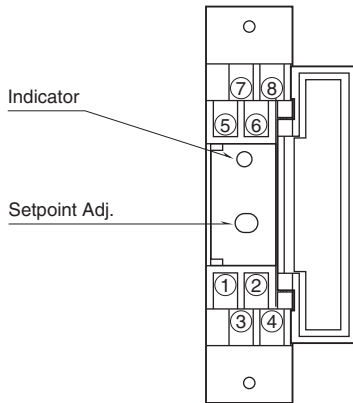 ⑦ ⑧
Indicator
⑤ ⑥
Setpoint Adj.
① ②
③ ④